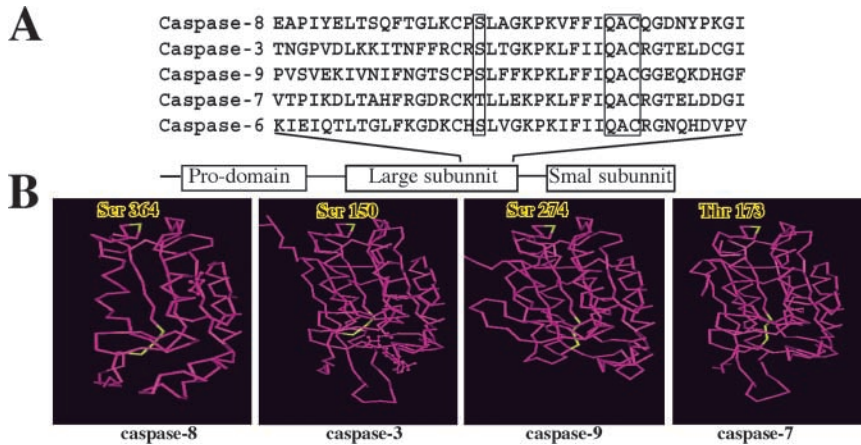 A
Caspase-8 EAPIYELTSQFTGLKCPSLAGKPKVFFIQACQGDNYPKGI
Caspase-3 TNGPVDLKKITNFFRCRSLTGKPKLFIIQACRGTELDCGI
Caspase-9 PVSVEKIVNIFNGTSCPSLFFKPKLFFIQACGGEQKDHGF
Caspase-7 VTPIKDLTAHFRGDRCKTLLEKPKLFFIQACRGTELDDGI
Caspase-6 KIEIQTLTGLFKGDKCHSLVGKPKIFIIQACRGNQHDVPV
Pro-domain Large subunnit Smal subunnit
B
Ser 364 Ser 150 Ser 274 Thr 173
caspase-8 caspase-3 caspase-9 caspase-7